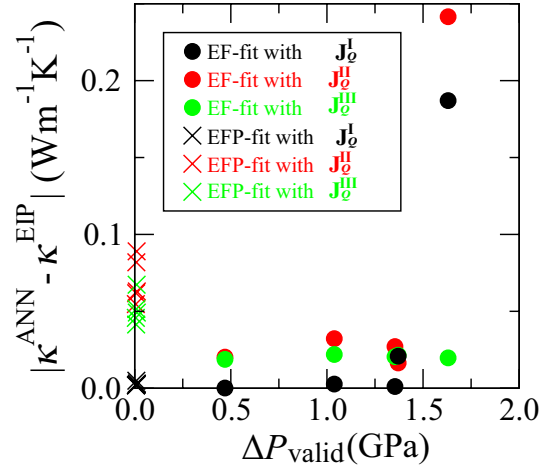 |κ^ANN - κ^EIP| (Wm^-1K^-1)
0.2
0.1
0.0
EF-fit with J_Q^I
EF-fit with J_Q^II
EF-fit with J_Q^III
EFP-fit with J_Q^I
EFP-fit with J_Q^II
EFP-fit with J_Q^III
0.0 0.5 1.0 1.5 2.0
ΔP_valid(GPa)